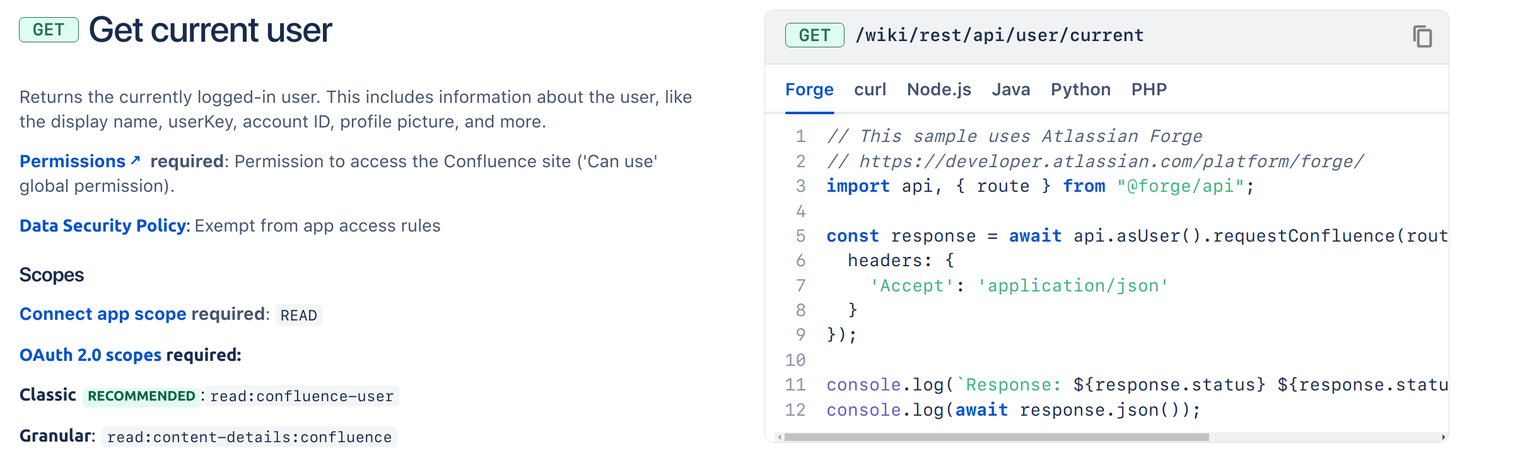 GET Get current user
Returns the currently logged-in user. This includes information about the user, like
the display name, userKey, account ID, profile picture, and more.
Permissions ↗ required: Permission to access the Confluence site ('Can use'
global permission).
Data Security Policy: Exempt from app access rules
Scopes
Connect app scope required: READ
OAuth 2.0 scopes required:
Classic RECOMMENDED: read:confluence-user
Granular: read:content-details:confluence
GET /wiki/rest/api/user/current
Forge curl Node.js Java Python PHP
1 // This sample uses Atlassian Forge
2 // https://developer.atlassian.com/platform/forge/
3 import api, { route } from "@forge/api";
4
5 const response = await api.asUser().requestConfluence(rout
6   headers: {
7     'Accept': 'application/json'
8   }
9 });
10
11 console.log(`Response: ${response.status} ${response.statu
12 console.log(await response.json());